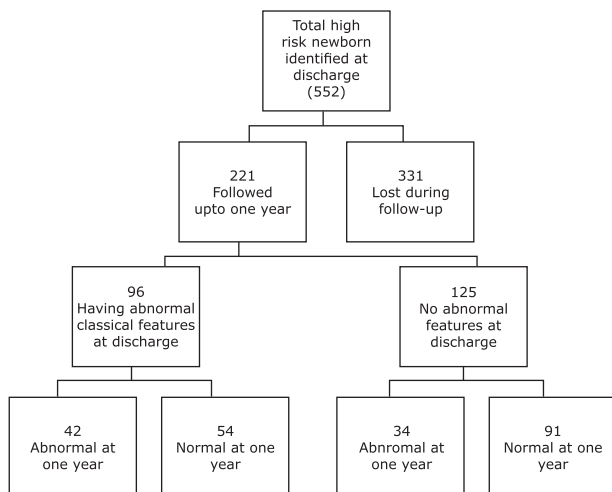 Total high
risk newborn
identified at
discharge
(552)
221
Followed
upto one year
331
Lost during
follow-up
96
Having abnormal
classical features
at discharge
125
No abnormal
features at
discharge
42
Abnormal at
one year
54
Normal at one
year
34
Abnromal at
one year
91
Normal at one
year